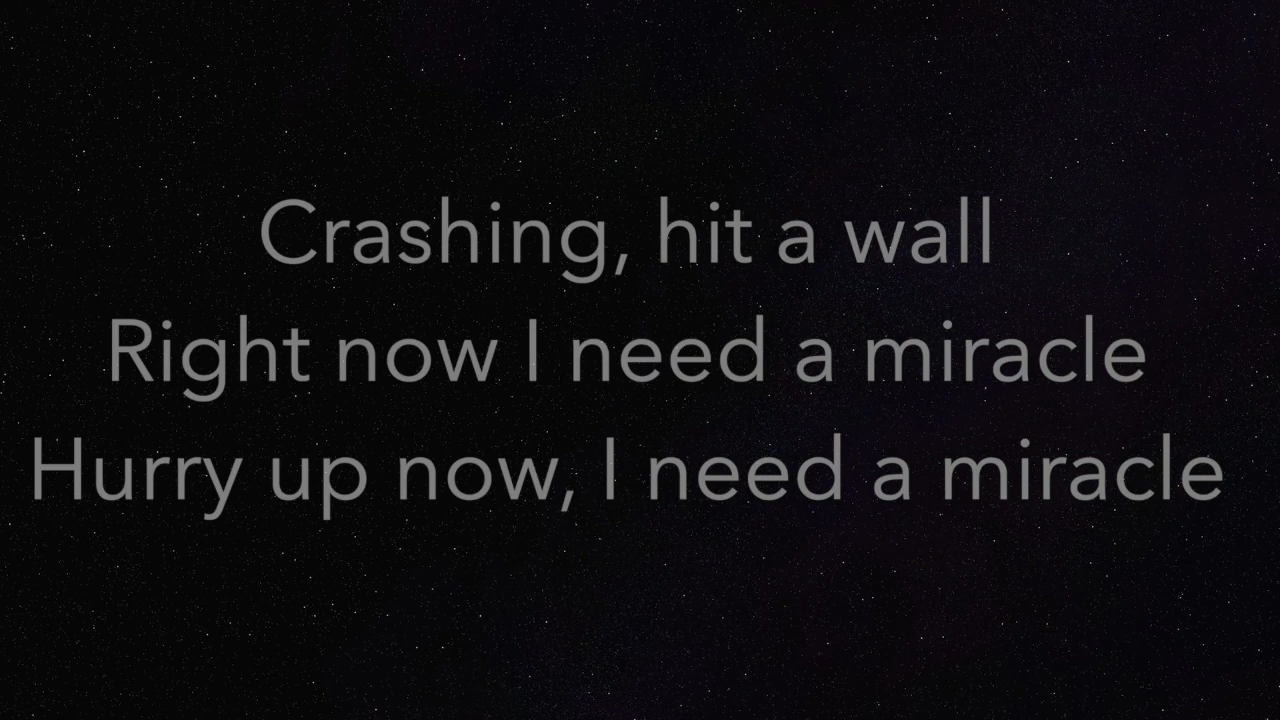 Crashing, hit a wall
Right now I need a miracle
Hurry up now, I need a miracle